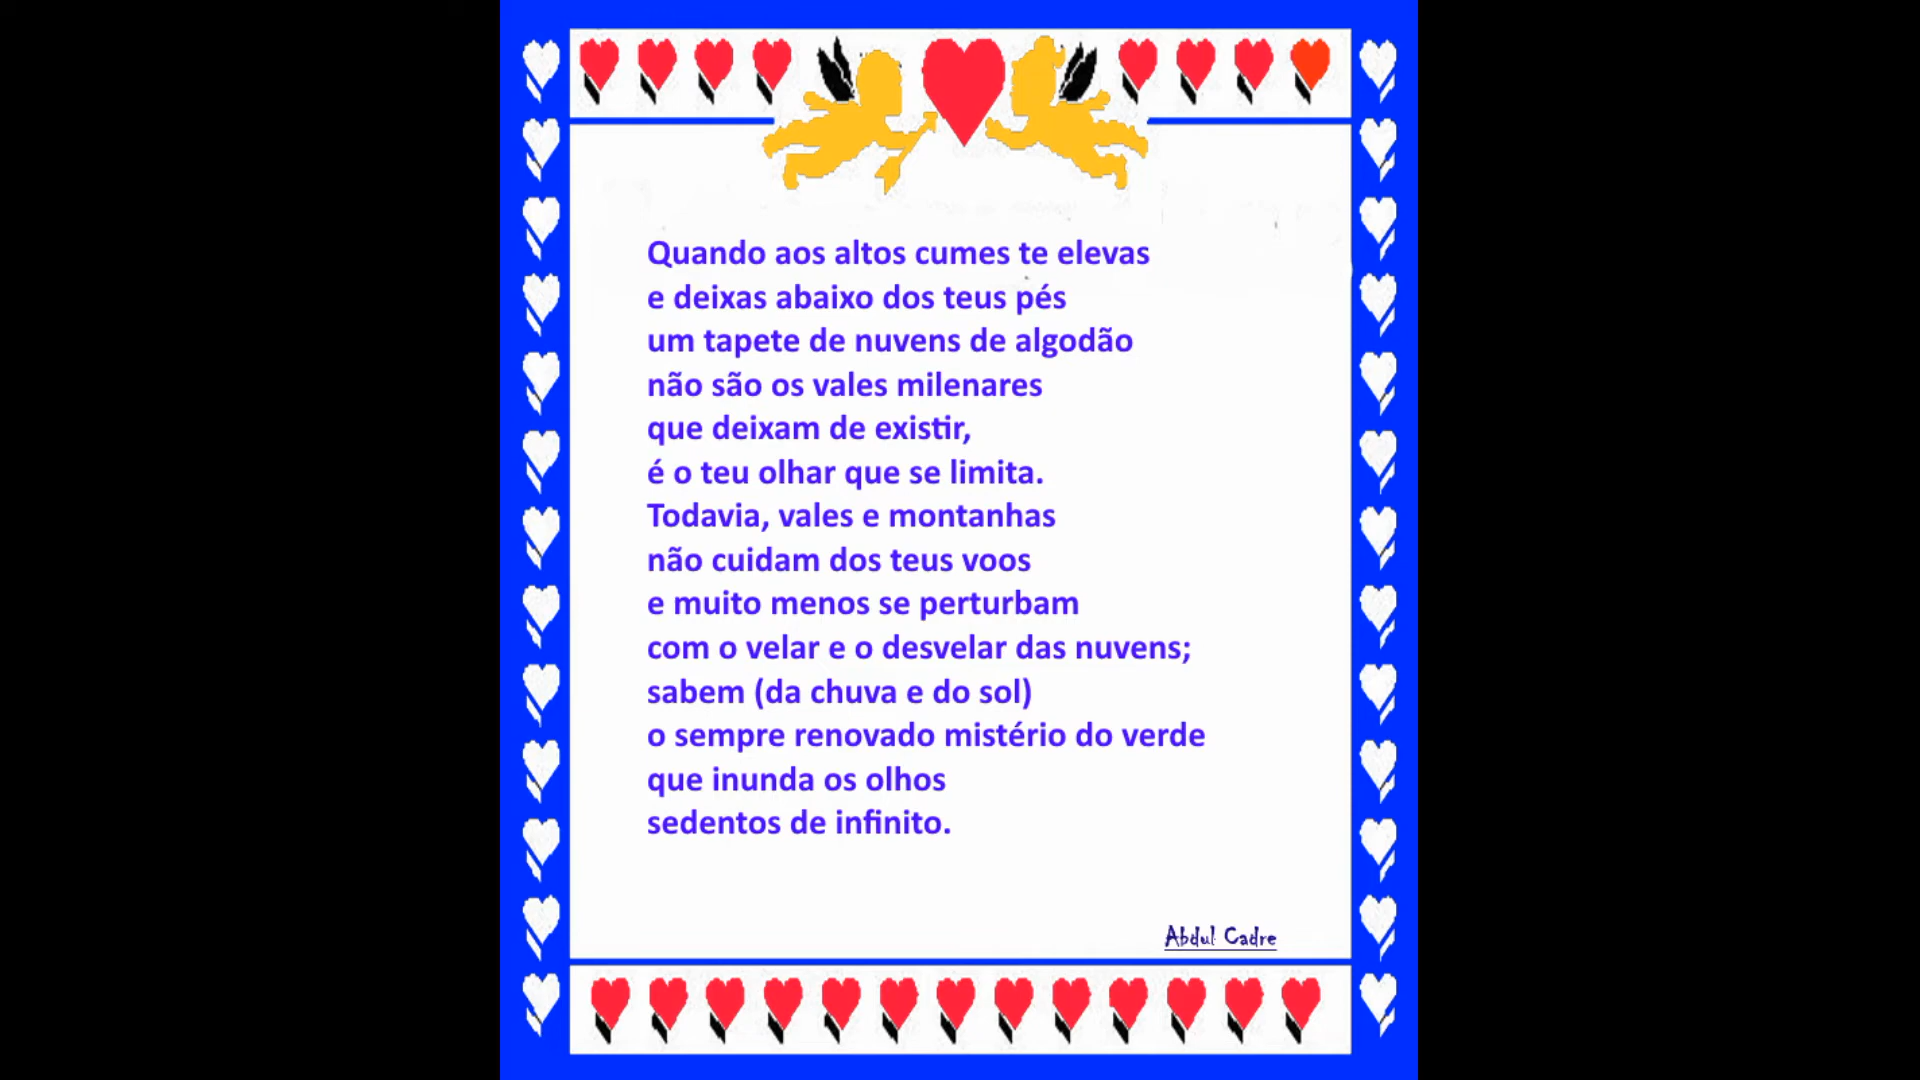 Quando aos altos cumes te elevas
e deixas abaixo dos teus pés
um tapete de nuvens de algodão
não são os vales milenares
que deixam de existir,
é o teu olhar que se limita.
Todavia, vales e montanhas
não cuidam dos teus voos
e muito menos se perturbam
com o velar e o desvelar das nuvens;
sabem (da chuva e do sol)
o sempre renovado mistério do verde
que inunda os olhos
sedentos de infinito.
Abdul Cadre